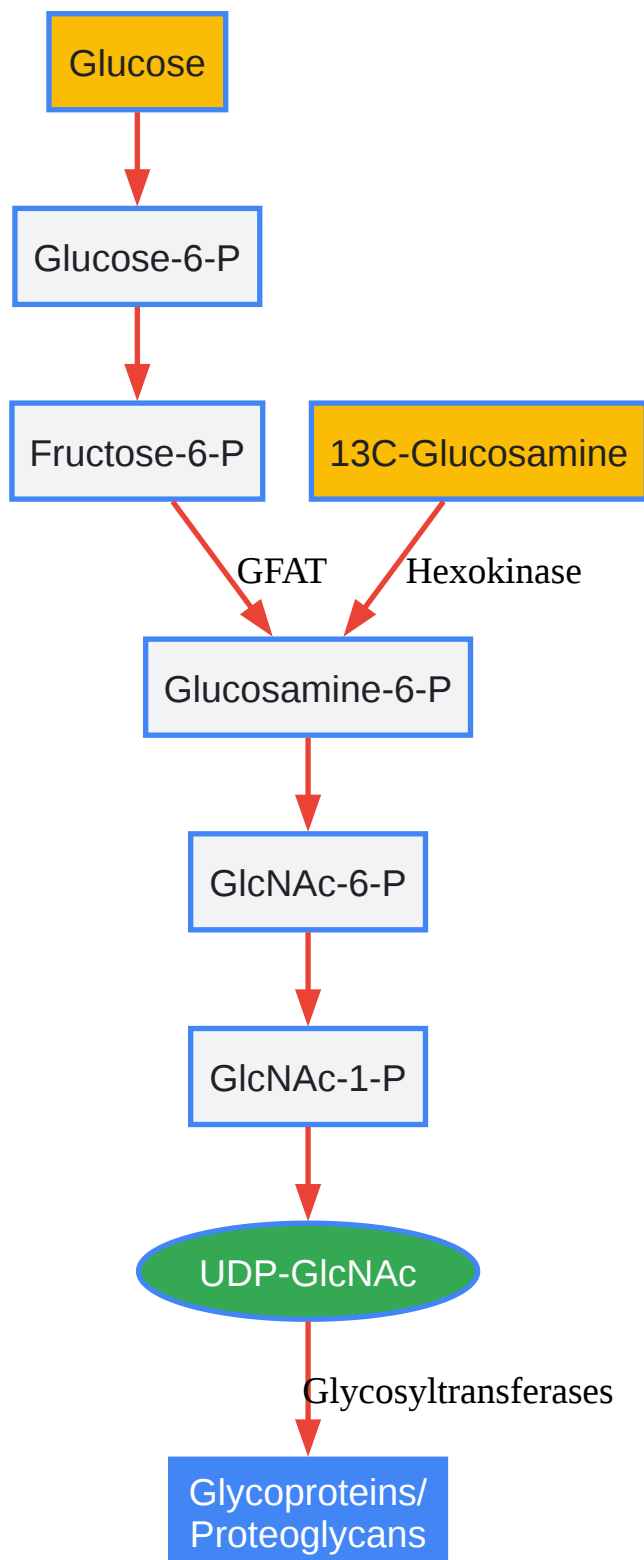 Glucose
Glucose-6-P
Fructose-6-P
13C-Glucosamine
GFAT
Hexokinase
Glucosamine-6-P
GlcNAc-6-P
GlcNAc-1-P
UDP-GlcNAc
Glycosyltransferases
Glycoproteins/
Proteoglycans